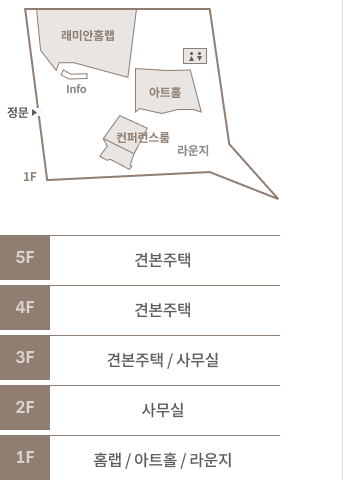 래미안홈랩
Info
아트홀
정문
컨퍼런스룸
라운지
1F
5F 견본주택
4F 견본주택
3F 견본주택 / 사무실
2F 사무실
1F 홈랩 / 아트홀 / 라운지